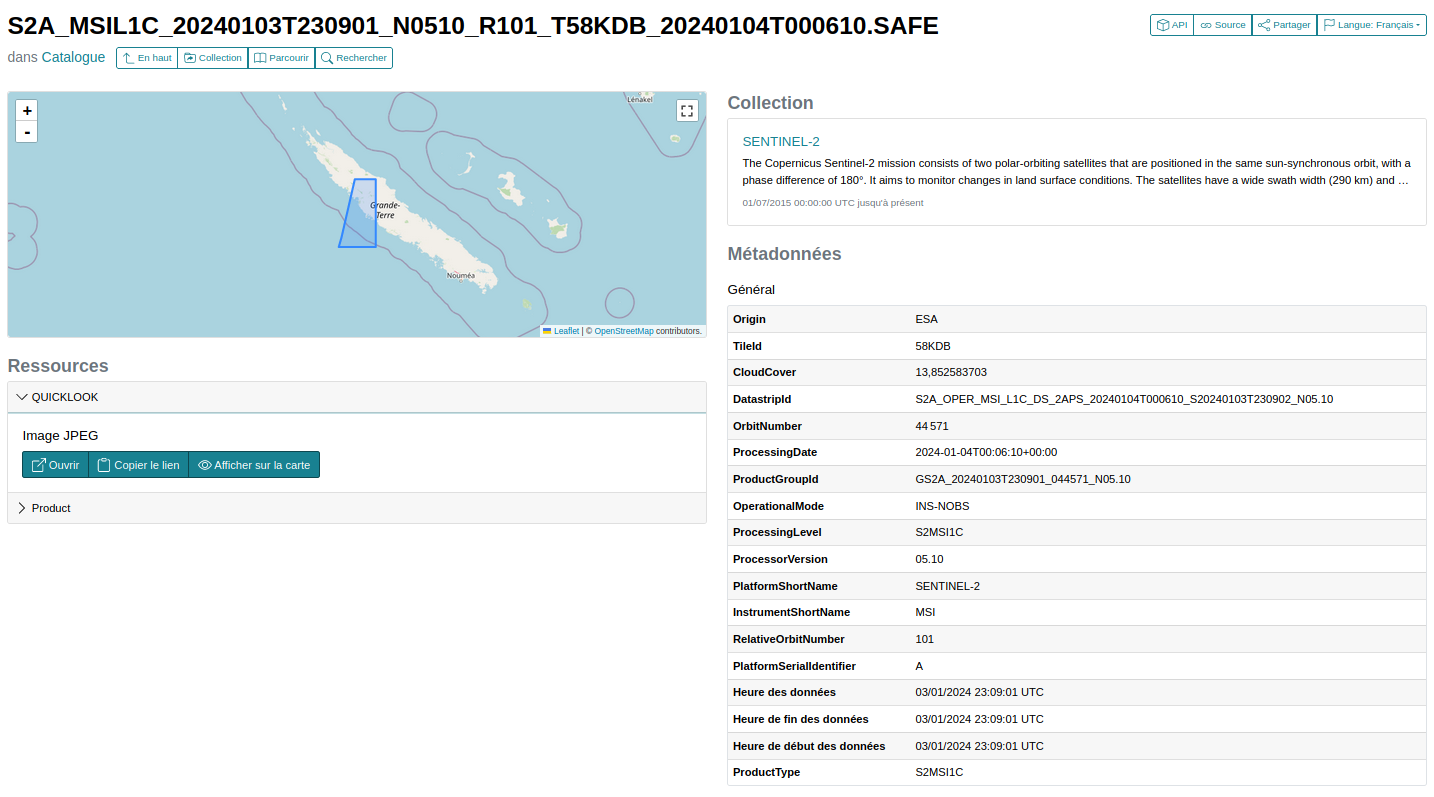 S2A_MSIL1C_20240103T230901_N0510_R101_T58KDB_20240104T000610.SAFE
API
Source
Partager
Langue: Français
dans Catalogue
En haut
Collection
Parcourir
Rechercher
+
-
Lénakel
Grande-
Terre
Nouméa
Leaflet | © OpenStreetMap contributors.
Ressources
QUICKLOOK
Image JPEG
Ouvrir
Copier le lien
Afficher sur la carte
Product
Collection
SENTINEL-2
The Copernicus Sentinel-2 mission consists of two polar-orbiting satellites that are positioned in the same sun-synchronous orbit, with a
phase difference of 180°. It aims to monitor changes in land surface conditions. The satellites have a wide swath width (290 km) and …
01/07/2015 00:00:00 UTC jusqu'à présent
Métadonnées
Général
Origin ESA
TileId 58KDB
CloudCover 13,852583703
DatastripId S2A_OPER_MSI_L1C_DS_2APS_20240104T000610_S20240103T230902_N05.10
OrbitNumber 44 571
ProcessingDate 2024-01-04T00:06:10+00:00
ProductGroupId GS2A_20240103T230901_044571_N05.10
OperationalMode INS-NOBS
ProcessingLevel S2MSI1C
ProcessorVersion 05.10
PlatformShortName SENTINEL-2
InstrumentShortName MSI
RelativeOrbitNumber 101
PlatformSerialIdentifier A
Heure des données 03/01/2024 23:09:01 UTC
Heure de fin des données 03/01/2024 23:09:01 UTC
Heure de début des données 03/01/2024 23:09:01 UTC
ProductType S2MSI1C